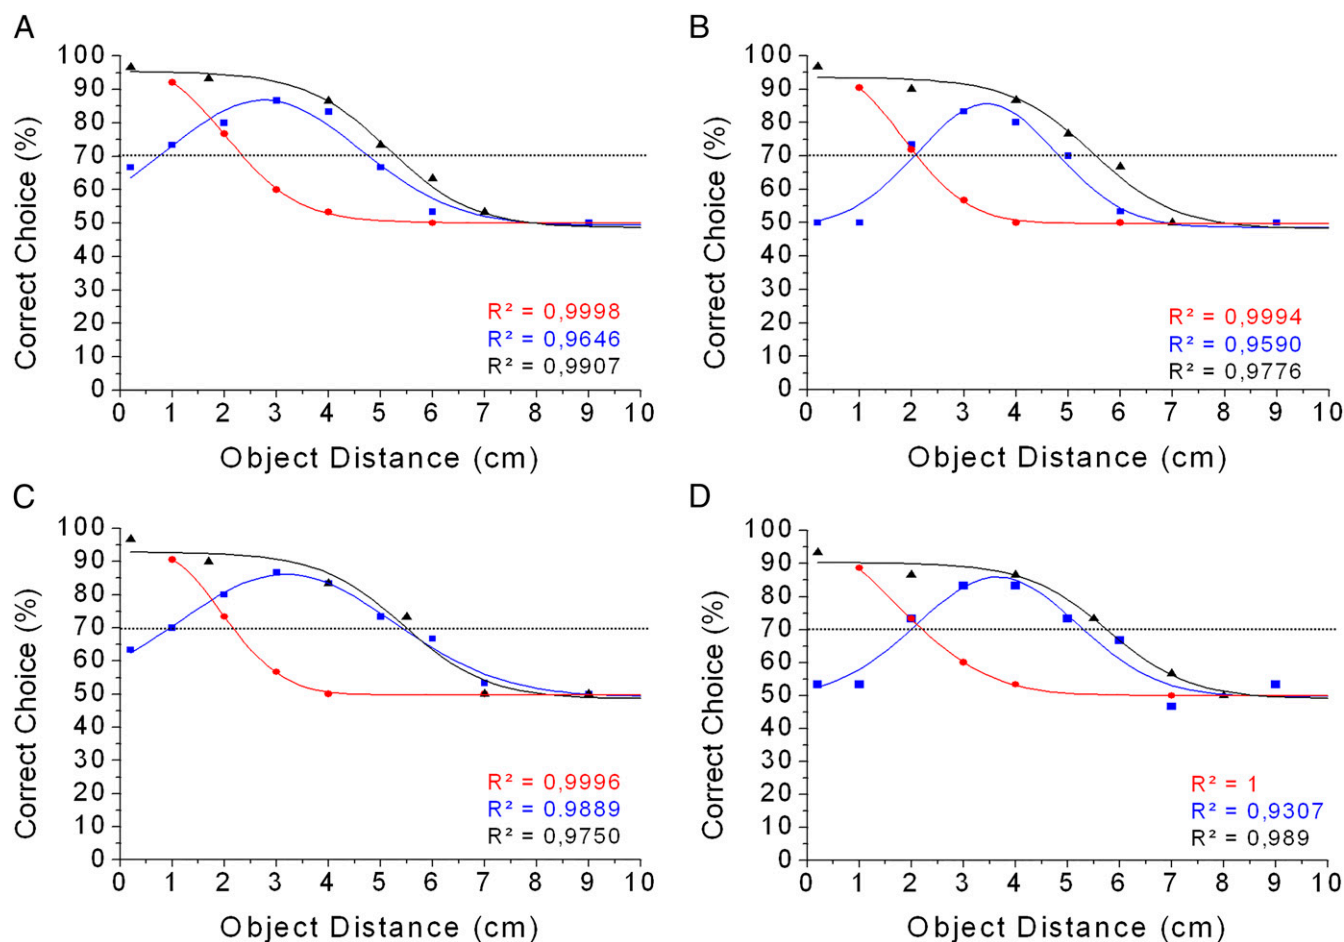 A
100
90
80
70
60
50
40
30
20
10
0
Correct Choice (%)
R² = 0,9998
R² = 0,9646
R² = 0,9907
0 1 2 3 4 5 6 7 8 9 10
Object Distance (cm)
B
100
90
80
70
60
50
40
30
20
10
0
Correct Choice (%)
R² = 0,9994
R² = 0,9590
R² = 0,9776
0 1 2 3 4 5 6 7 8 9 10
Object Distance (cm)
C
100
90
80
70
60
50
40
30
20
10
0
Correct Choice (%)
R² = 0,9996
R² = 0.9889
R² = 0,9750
0 1 2 3 4 5 6 7 8 9 10
Object Distance (cm)
D
100
90
80
70
60
50
40
30
20
10
0
Correct Choice (%)
R² = 1
R² = 0,9307
R² = 0,989
0 1 2 3 4 5 6 7 8 9 10
Object Distance (cm)